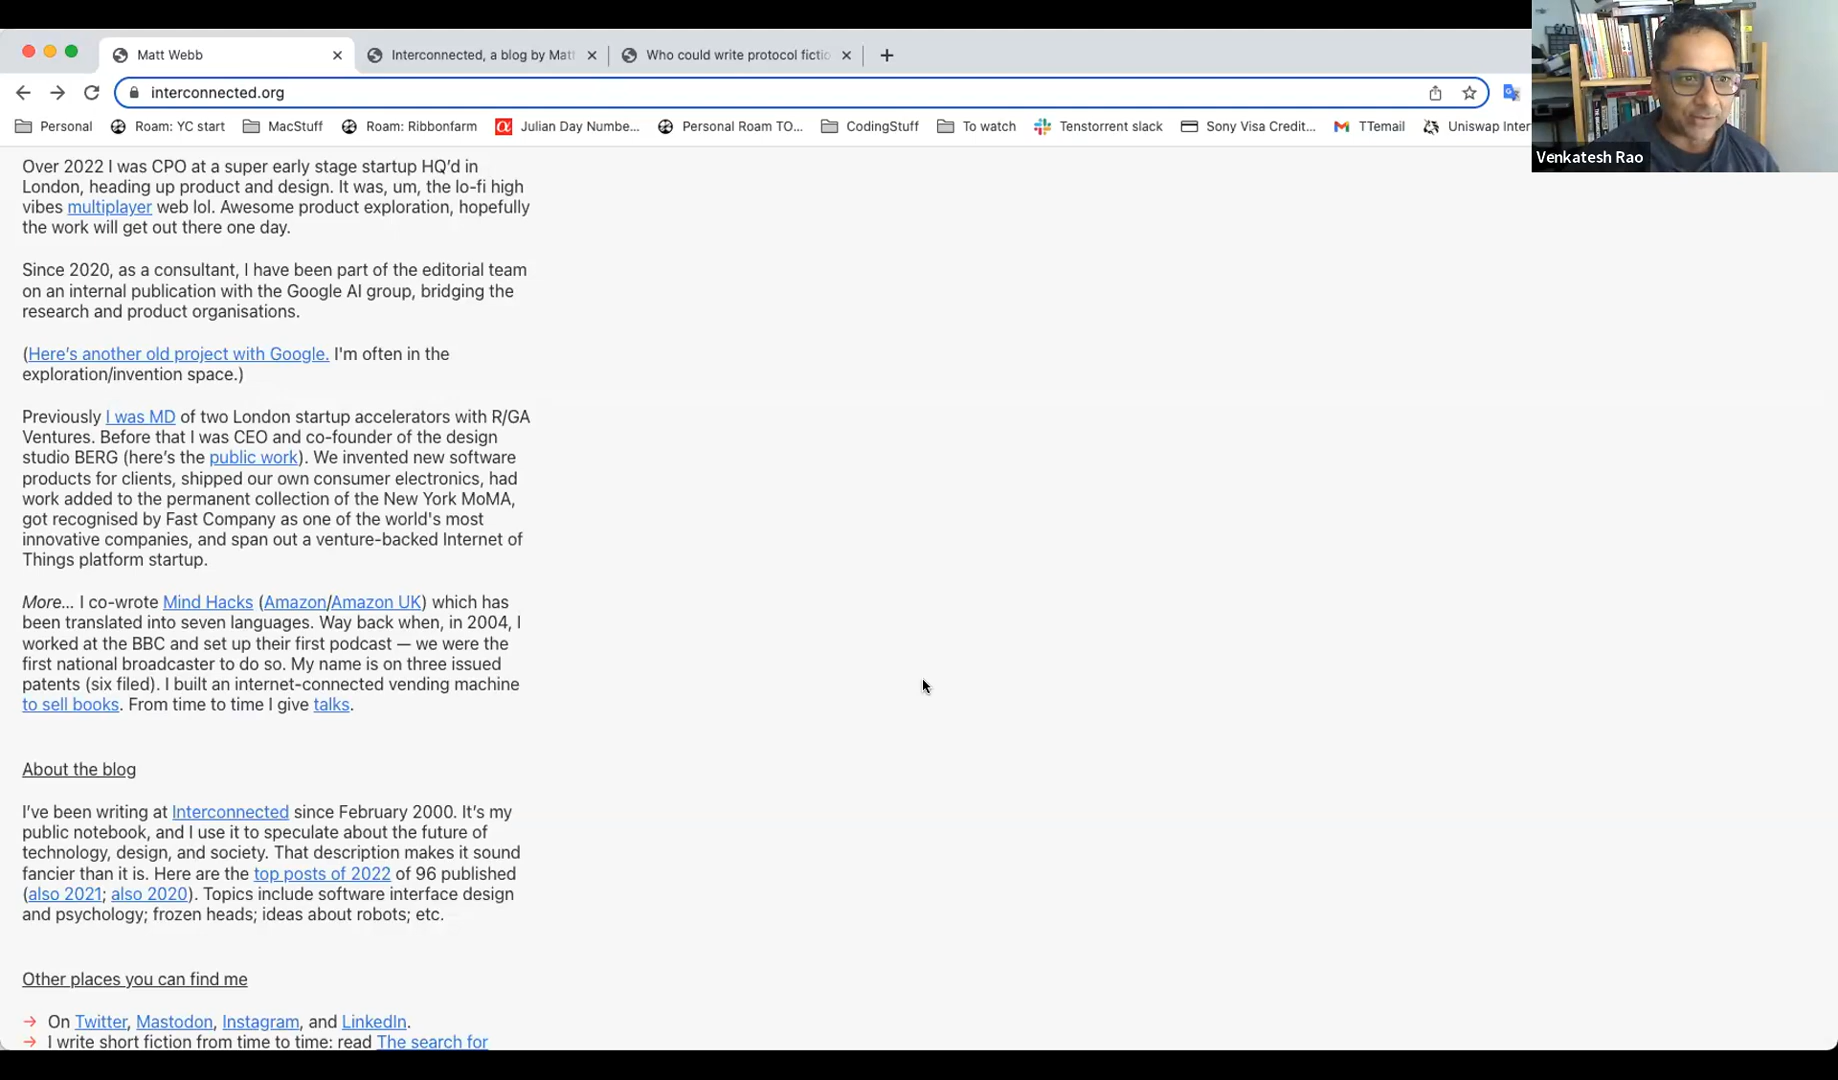 Matt Webb
Interconnected, a blog by Matt
Who could write protocol fictio
interconnected.org
Personal
Roam: YC start
MacStuff
Roam: Ribbonfarm
Julian Day Numbe...
Personal Roam TO...
CodingStuff
To watch
Tenstorrent slack
Sony Visa Credit...
TTemail
Uniswap Inter
Venkatesh Rao
Over 2022 I was CPO at a super early stage startup HQ’d in
London, heading up product and design. It was, um, the lo-fi high
vibes multiplayer web lol. Awesome product exploration, hopefully
the work will get out there one day.
Since 2020, as a consultant, I have been part of the editorial team
on an internal publication with the Google AI group, bridging the
research and product organisations.
(Here’s another old project with Google. I'm often in the
exploration/invention space.)
Previously I was MD of two London startup accelerators with R/GA
Ventures. Before that I was CEO and co-founder of the design
studio BERG (here’s the public work). We invented new software
products for clients, shipped our own consumer electronics, had
work added to the permanent collection of the New York MoMA,
got recognised by Fast Company as one of the world's most
innovative companies, and span out a venture-backed Internet of
Things platform startup.
More... I co-wrote Mind Hacks (Amazon/Amazon UK) which has
been translated into seven languages. Way back when, in 2004, I
worked at the BBC and set up their first podcast — we were the
first national broadcaster to do so. My name is on three issued
patents (six filed). I built an internet-connected vending machine
to sell books. From time to time I give talks.
About the blog
I’ve been writing at Interconnected since February 2000. It’s my
public notebook, and I use it to speculate about the future of
technology, design, and society. That description makes it sound
fancier than it is. Here are the top posts of 2022 of 96 published
(also 2021; also 2020). Topics include software interface design
and psychology; frozen heads; ideas about robots; etc.
Other places you can find me
→ On Twitter, Mastodon, Instagram, and LinkedIn.
→ I write short fiction from time to time: read The search for